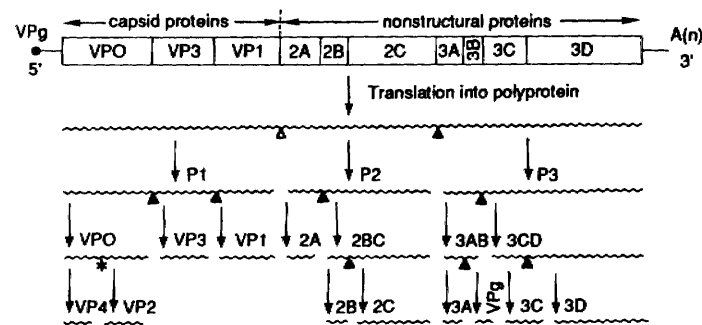 capsid proteins nonstructural proteins
VPg
5'
VPO VP3 VP1 2A 2B 2C 3A 3B 3C 3D
A(n)
3'
Translation into polyprotein
P1 P2 P3
VPO VP3 VP1 2A 2BC 3AB 3CD
*
VP4 VP2 2B 2C 3A VPg 3C 3D